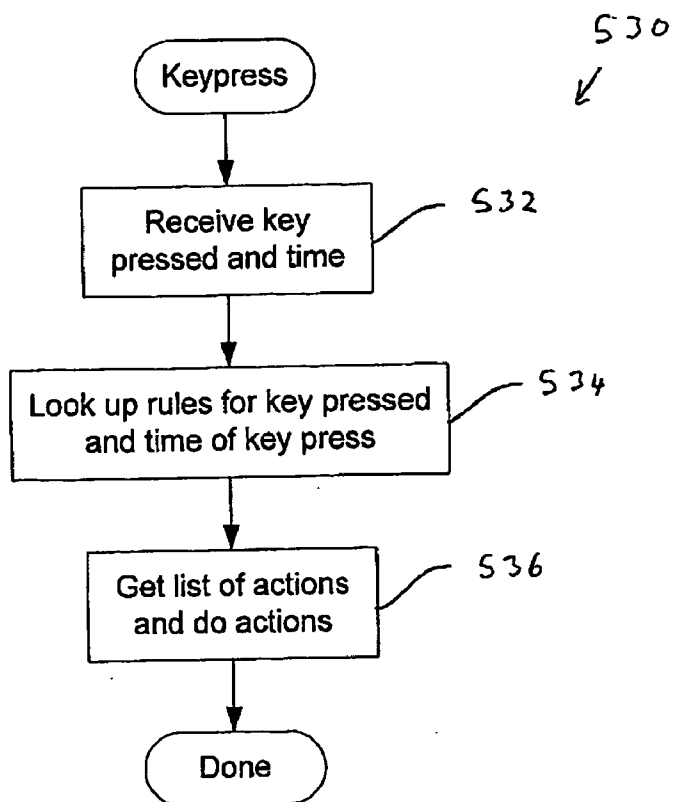 530
Keypress
Receive key
pressed and time
532
Look up rules for key pressed
and time of key press
534
Get list of actions
and do actions
536
Done